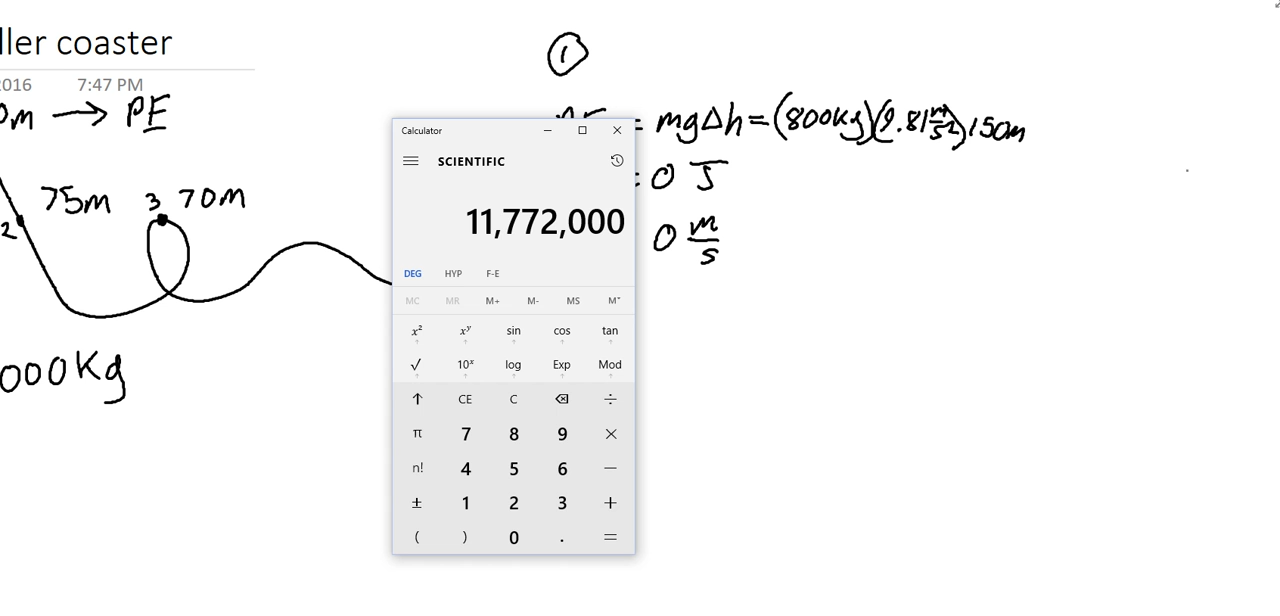 ller coaster
2016 7:47 PM
0m → PE
75m 3 70m
2
000Kg
①
= mgΔh = (800Kg)(9.81 m/s²)150m
= 0 J
0 m/s
Calculator
SCIENTIFIC
11,772,000
DEG HYP F-E
MC MR M+ M- MS M˅
x² xʸ sin cos tan
√ 10ˣ log Exp Mod
↑ CE C ⌫ ÷
π 7 8 9 ×
n! 4 5 6 −
± 1 2 3 +
( ) 0 . =